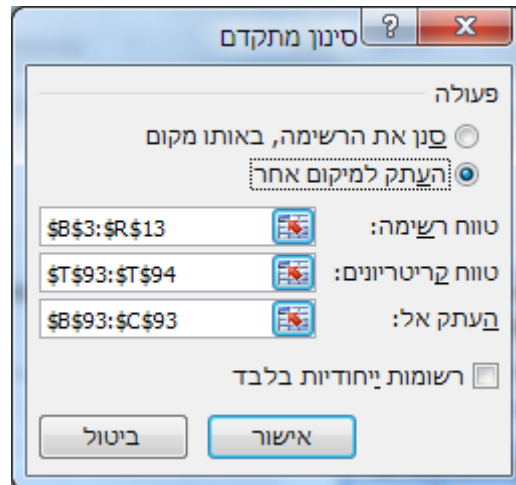 סינון מתקדם
פעולה
סנן את הרשימה, באותו מקום
העתק למיקום אחר
טווח רשימה: $B$3:$R$13
טווח קריטריונים: $T$93:$T$94
העתק אל: $B$93:$C$93
רשומות ייחודיות בלבד
אישור ביטול